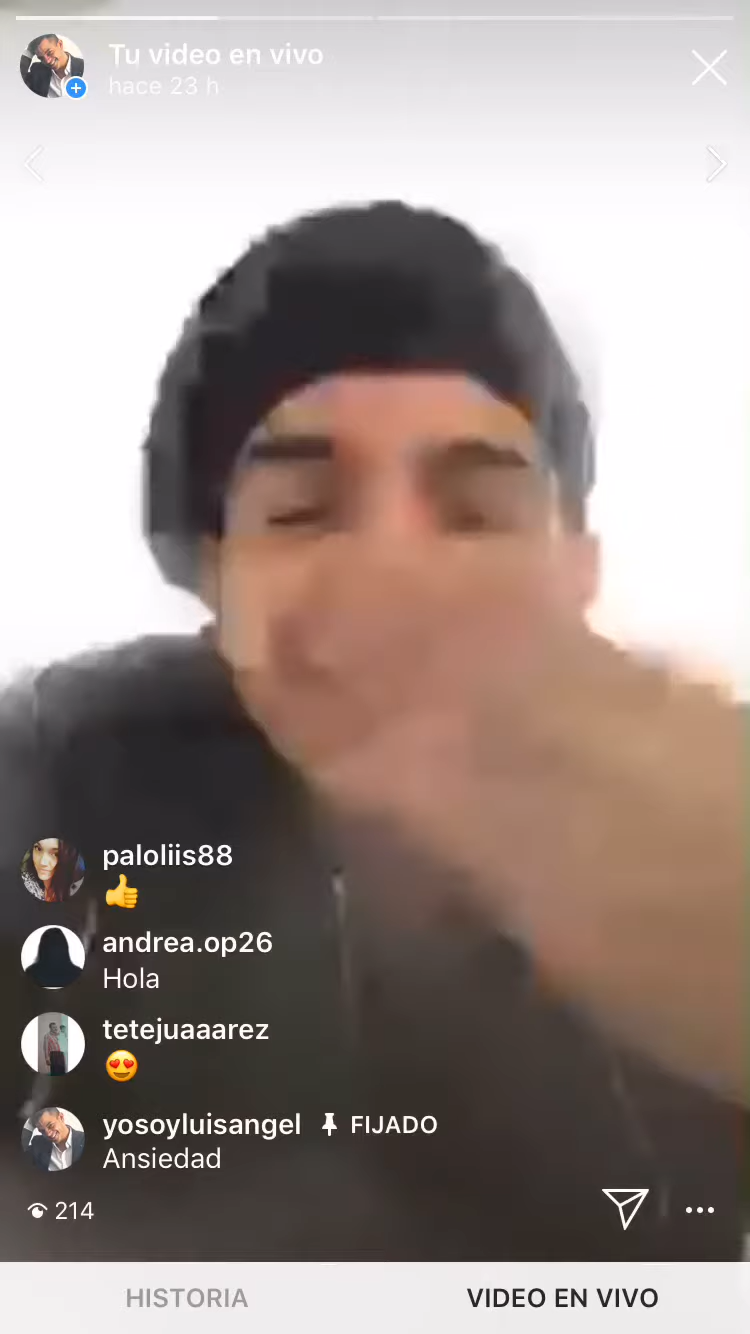 Tu video en vivo
hace 23 h
paloliis88
👍
andrea.op26
Hola
tetejuaaarez
😍
yosoyluisangel FIJADO
Ansiedad
214
HISTORIA VIDEO EN VIVO